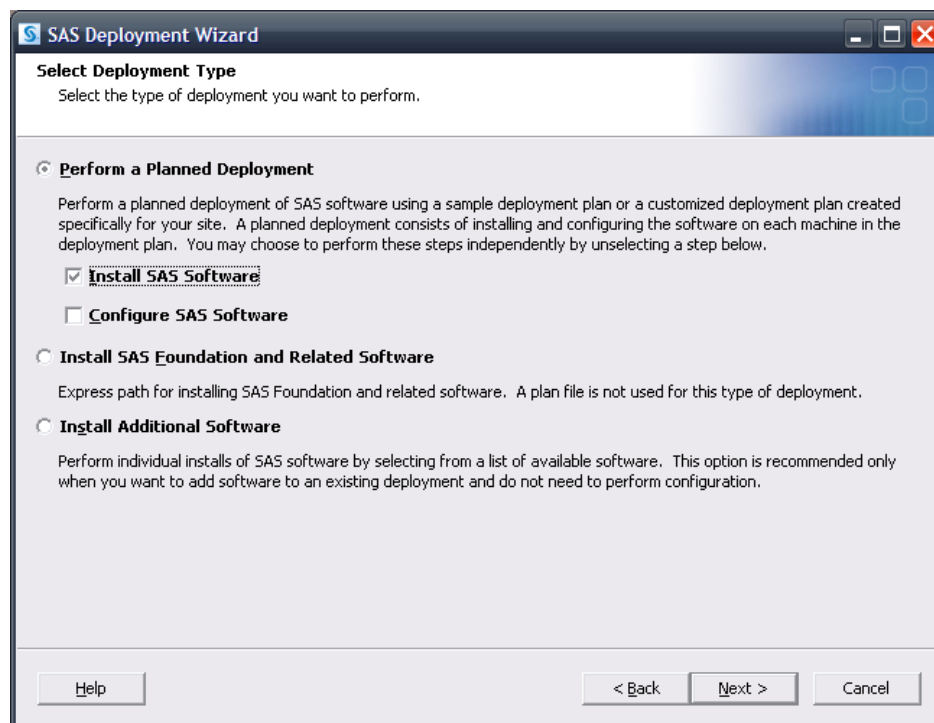 SAS Deployment Wizard
Select Deployment Type
Select the type of deployment you want to perform.
Perform a Planned Deployment
Perform a planned deployment of SAS software using a sample deployment plan or a customized deployment plan created
specifically for your site. A planned deployment consists of installing and configuring the software on each machine in the
deployment plan. You may choose to perform these steps independently by unselecting a step below.
Install SAS Software
Configure SAS Software
Install SAS Foundation and Related Software
Express path for installing SAS Foundation and related software. A plan file is not used for this type of deployment.
Install Additional Software
Perform individual installs of SAS software by selecting from a list of available software. This option is recommended only
when you want to add software to an existing deployment and do not need to perform configuration.
Help
< Back
Next >
Cancel